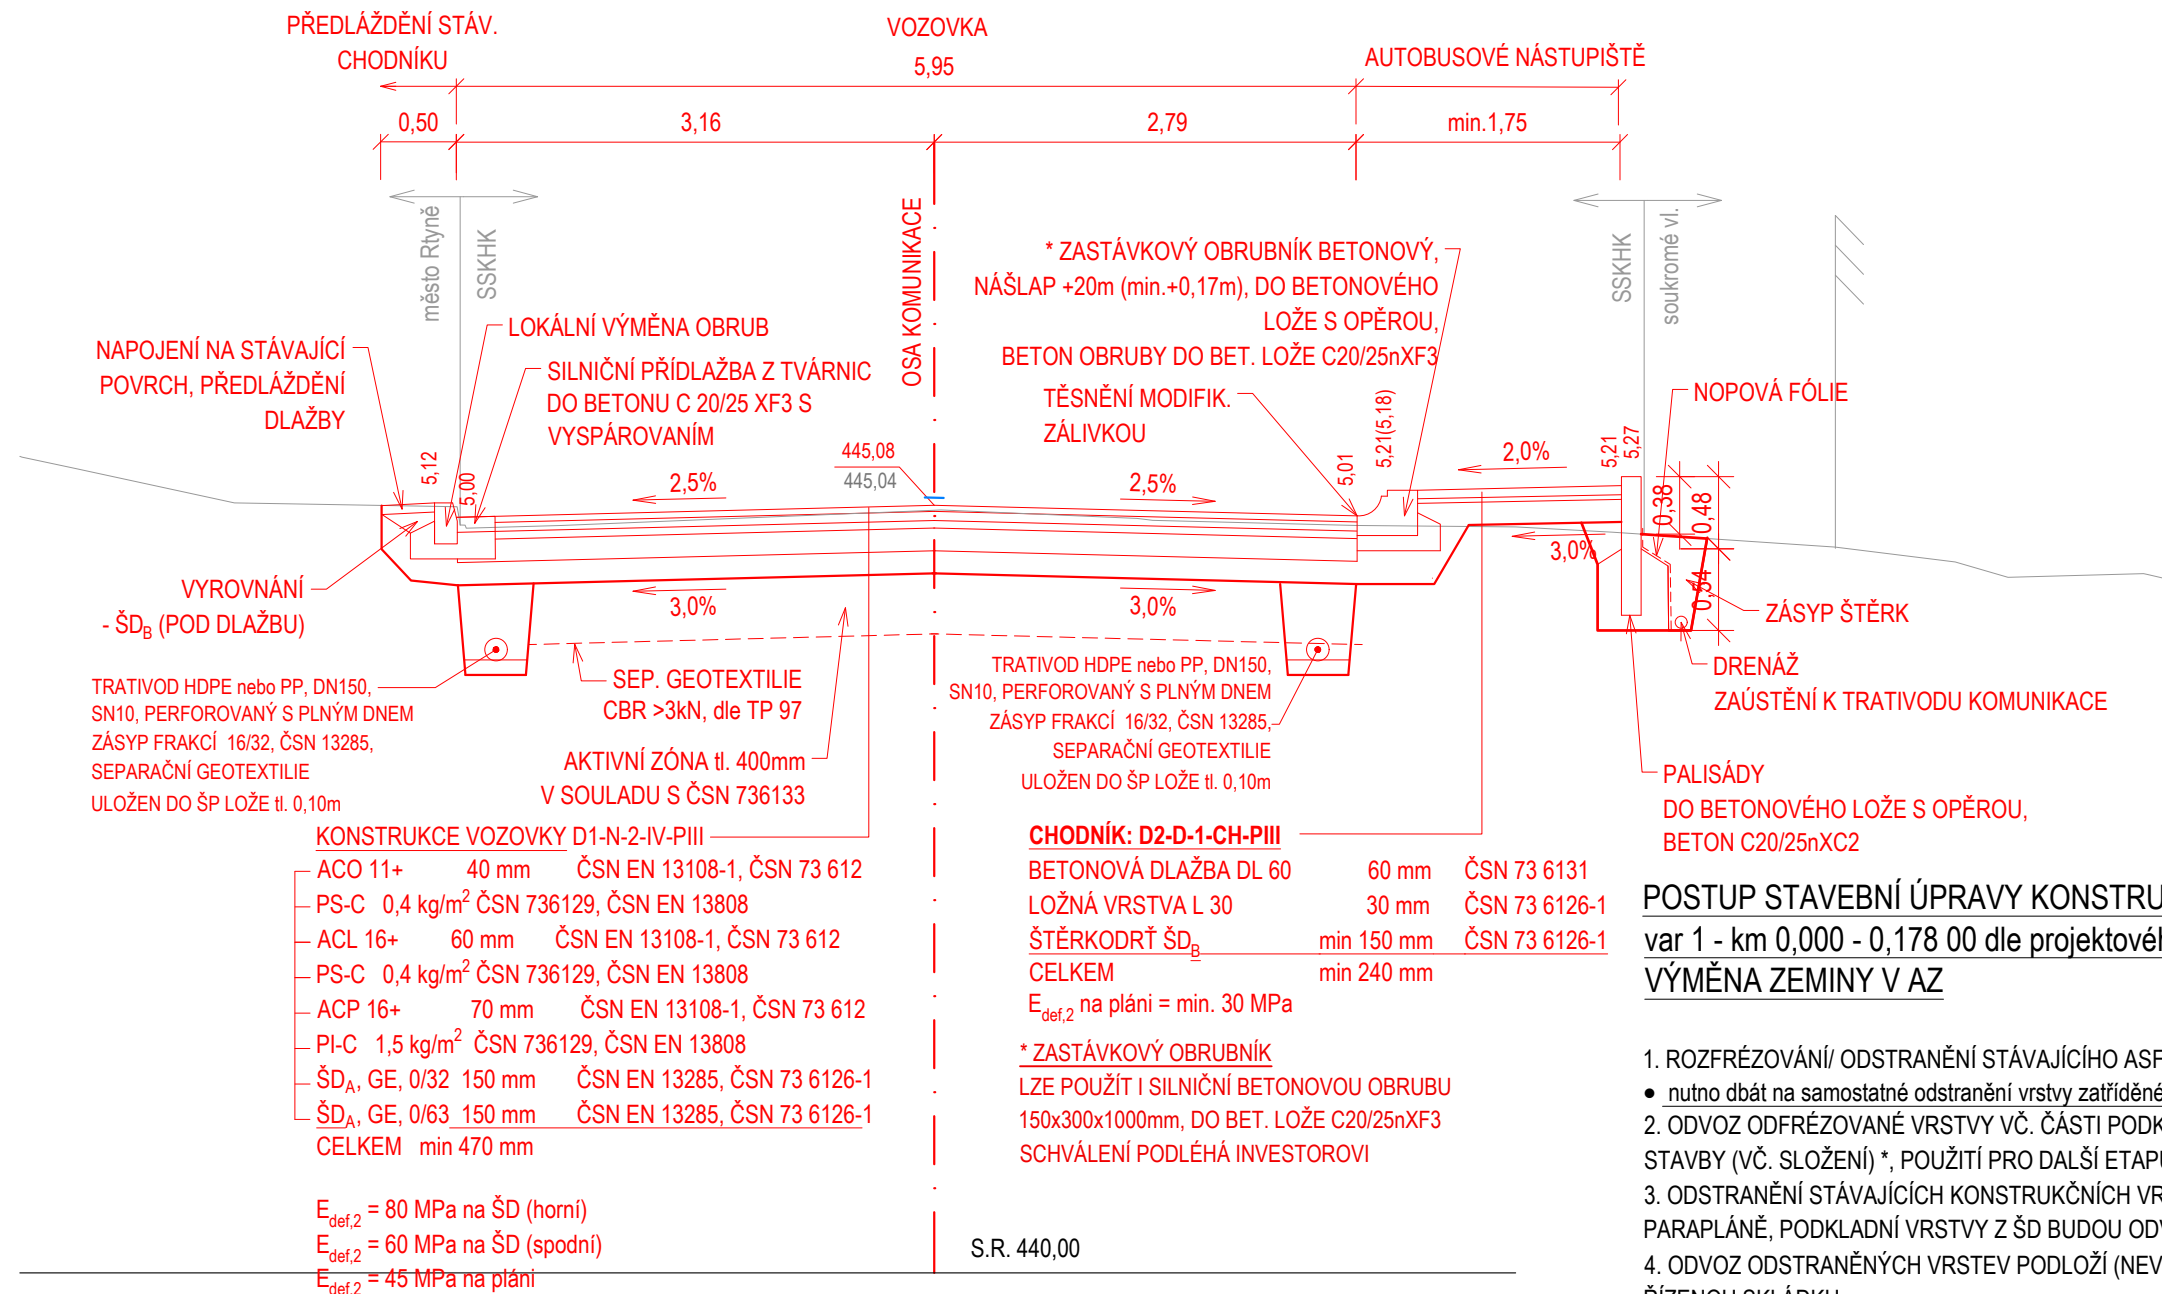 PŘEDLÁŽDĚNÍ STÁV.
CHODNÍKU
VOZOVKA
5,95
AUTOBUSOVÉ NÁSTUPIŠTĚ
0,50
3,16
2,79
min.1,75
město Rtyně
SSKHK
OSA KOMUNIKACE
SSKHK
soukromé vl.
* ZASTÁVKOVÝ OBRUBNÍK BETONOVÝ,
NÁŠLAP +20m (min.+0,17m), DO BETONOVÉHO
LOŽE S OPĚROU,
BETON OBRUBY DO BET. LOŽE C20/25nXF3
LOKÁLNÍ VÝMĚNA OBRUB
NAPOJENÍ NA STÁVAJÍCÍ
POVRCH, PŘEDLÁŽDĚNÍ
DLAŽBY
SILNIČNÍ PŘÍDLAŽBA Z TVÁRNIC
DO BETONU C 20/25 XF3 S
VYSPÁROVANÍM
TĚSNĚNÍ MODIFIK.
ZÁLIVKOU
NOPOVÁ FÓLIE
5,12
5,00
445,08
445,04
5,01
5,21(5,18)
5,21
5,27
2,5%
2,5%
2,0%
0,38
0,48
3,0%
0,54
VYROVNÁNÍ
- ŠDB (POD DLAŽBU)
3,0%
3,0%
ZÁSYP ŠTĚRK
DRENÁŽ
ZAÚSTĚNÍ K TRATIVODU KOMUNIKACE
TRATIVOD HDPE nebo PP, DN150,
SN10, PERFOROVANÝ S PLNÝM DNEM
ZÁSYP FRAKCÍ 16/32, ČSN 13285,
SEPARAČNÍ GEOTEXTILIE
ULOŽEN DO ŠP LOŽE tl. 0,10m
SEP. GEOTEXTILIE
CBR >3kN, dle TP 97
AKTIVNÍ ZÓNA tl. 400mm
V SOULADU S ČSN 736133
TRATIVOD HDPE nebo PP, DN150,
SN10, PERFOROVANÝ S PLNÝM DNEM
ZÁSYP FRAKCÍ 16/32, ČSN 13285,
SEPARAČNÍ GEOTEXTILIE
ULOŽEN DO ŠP LOŽE tl. 0,10m
PALISÁDY
DO BETONOVÉHO LOŽE S OPĚROU,
BETON C20/25nXC2
KONSTRUKCE VOZOVKY D1-N-2-IV-PIII
ACO 11+ 40 mm ČSN EN 13108-1, ČSN 73 612
PS-C 0,4 kg/m2 ČSN 736129, ČSN EN 13808
ACL 16+ 60 mm ČSN EN 13108-1, ČSN 73 612
PS-C 0,4 kg/m2 ČSN 736129, ČSN EN 13808
ACP 16+ 70 mm ČSN EN 13108-1, ČSN 73 612
PI-C 1,5 kg/m2 ČSN 736129, ČSN EN 13808
ŠDA, GE, 0/32 150 mm ČSN EN 13285, ČSN 73 6126-1
ŠDA, GE, 0/63 150 mm ČSN EN 13285, ČSN 73 6126-1
CELKEM min 470 mm
Edef,2 = 80 MPa na ŠD (horní)
Edef,2 = 60 MPa na ŠD (spodní)
Edef,2 = 45 MPa na pláni
CHODNÍK: D2-D-1-CH-PIII
BETONOVÁ DLAŽBA DL 60 60 mm ČSN 73 6131
LOŽNÁ VRSTVA L 30 30 mm ČSN 73 6126-1
ŠTĚRKODRŤ ŠDB min 150 mm ČSN 73 6126-1
CELKEM min 240 mm
Edef,2 na pláni = min. 30 MPa
* ZASTÁVKOVÝ OBRUBNÍK
LZE POUŽÍT I SILNIČNÍ BETONOVOU OBRUBU
150x300x1000mm, DO BET. LOŽE C20/25nXF3
SCHVÁLENÍ PODLÉHÁ INVESTOROVI
S.R. 440,00
POSTUP STAVEBNÍ ÚPRAVY KONSTRU
var 1 - km 0,000 - 0,178 00 dle projektovéh
VÝMĚNA ZEMINY V AZ
1. ROZFRÉZOVÁNÍ/ ODSTRANĚNÍ STÁVAJÍCÍHO ASF
• nutno dbát na samostatné odstranění vrstvy zatříděné
2. ODVOZ ODFRÉZOVANÉ VRSTVY VČ. ČÁSTI PODK
STAVBY (VČ. SLOŽENÍ) *, POUŽITÍ PRO DALŠÍ ETAPU
3. ODSTRANĚNÍ STÁVAJÍCÍCH KONSTRUKČNÍCH VR
PARAPLÁNĚ, PODKLADNÍ VRSTVY Z ŠD BUDOU ODV
4. ODVOZ ODSTRANĚNÝCH VRSTEV PODLOŽÍ (NEV